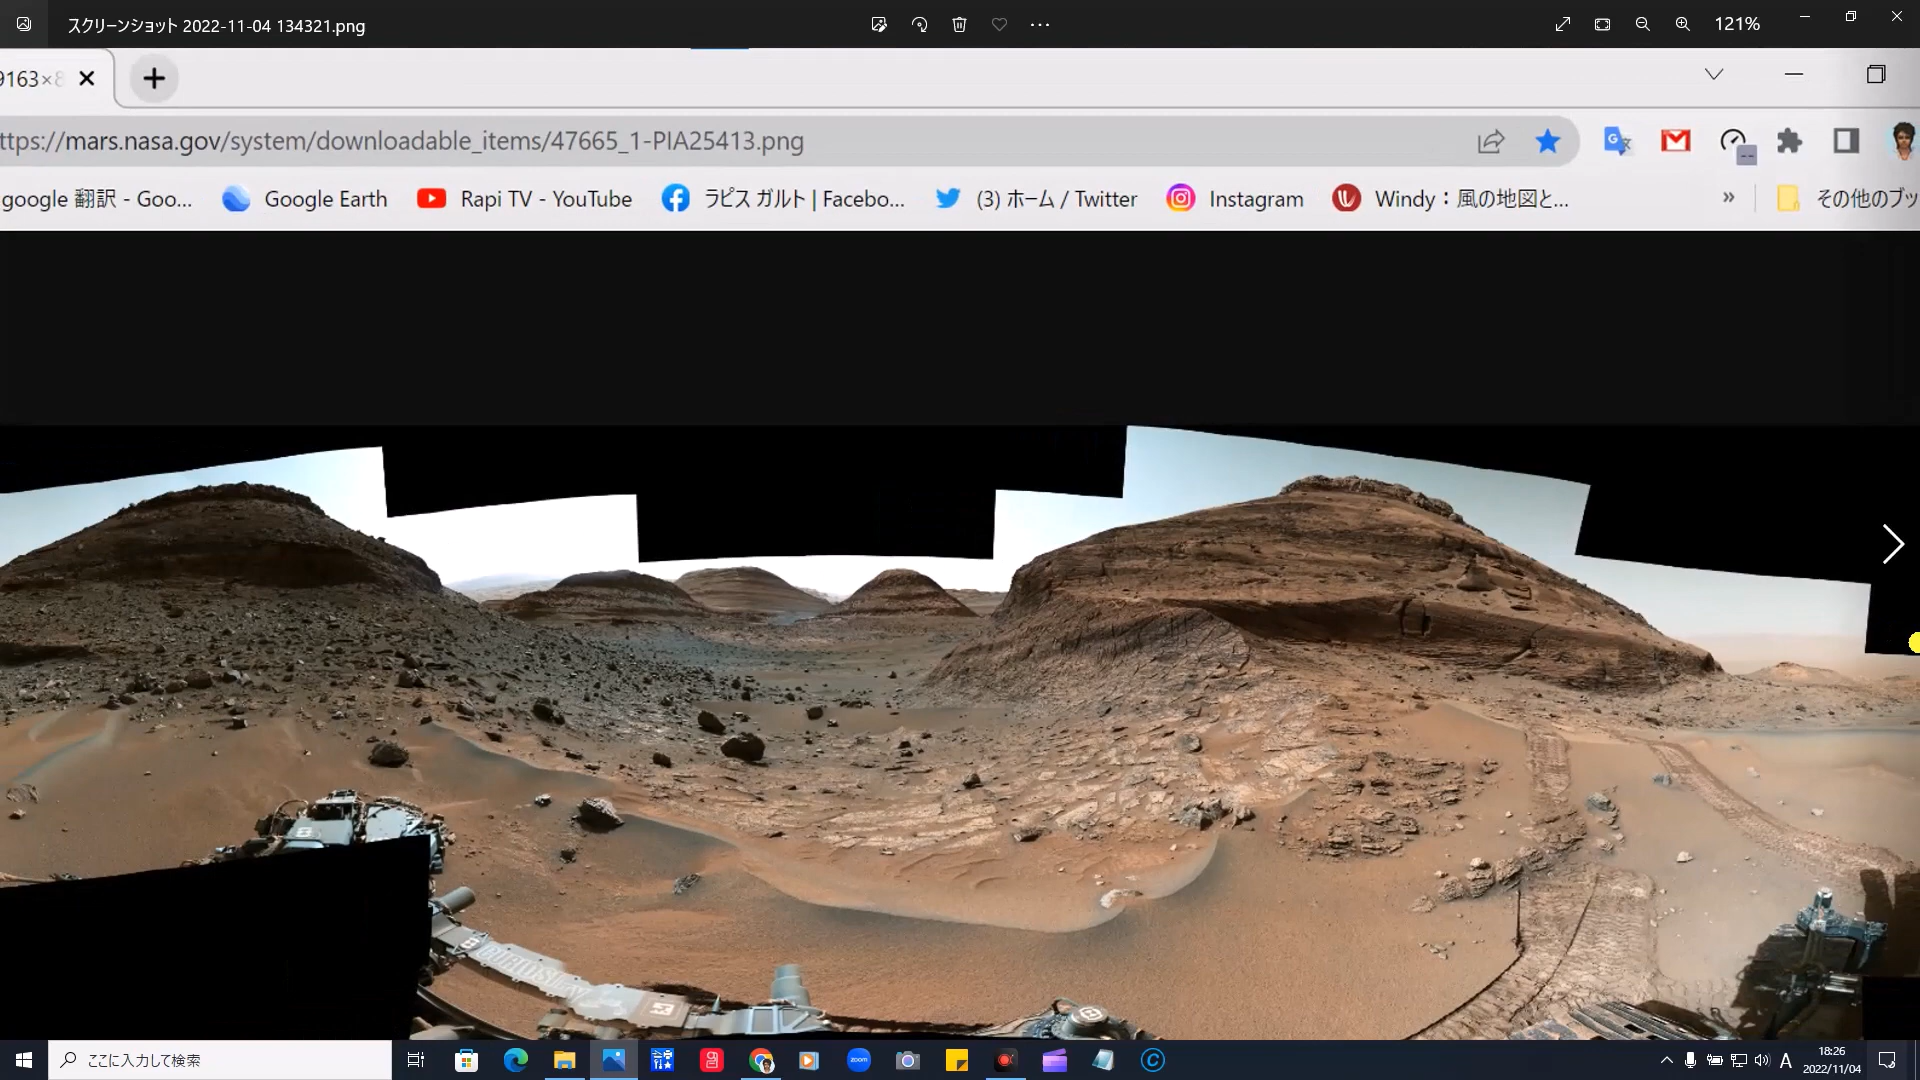 スクリーンショット 2022-11-04 134321.png
121%
ttps://mars.nasa.gov/system/downloadable_items/47665_1-PIA25413.png
google 翻訳 - Goo...
Google Earth
Rapi TV - YouTube
ラピス ガルト | Facebo...
(3) ホーム / Twitter
Instagram
Windy：風の地図と...
»
その他のブッ
CURIOSITY
ここに入力して検索
zoom
A
18:26
2022/11/04